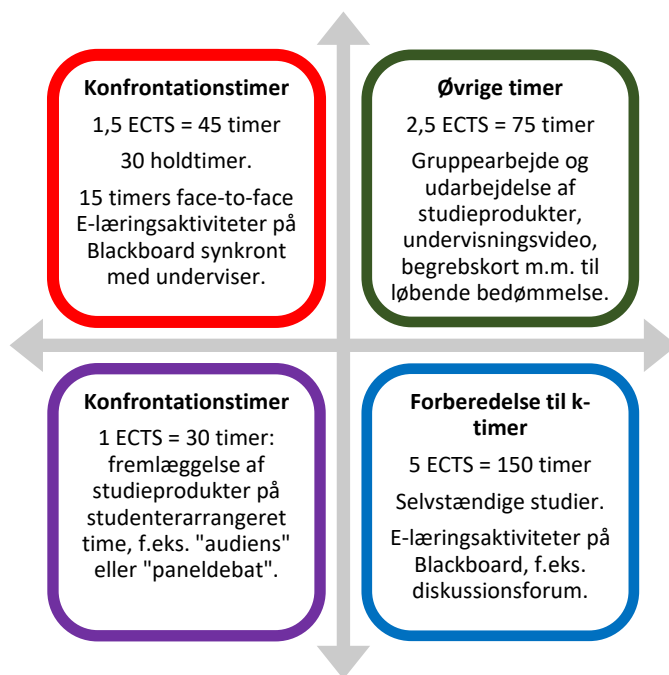 Konfrontationstimer
1,5 ECTS = 45 timer
30 holdtimer.
15 timers face-to-face
E-læringsaktiviteter på
Blackboard synkront
med underviser.
Øvrige timer
2,5 ECTS = 75 timer
Gruppearbejde og
udarbejdelse af
studieprodukter,
undervisningsvideo,
begrebskort m.m. til
løbende bedømmelse.
Konfrontationstimer
1 ECTS = 30 timer:
fremlæggelse af
studieprodukter på
studenterarrangeret
time, f.eks. "audiens"
eller "paneldebat".
Forberedelse til k-
timer
5 ECTS = 150 timer
Selvstændige studier.
E-læringsaktiviteter på
Blackboard, f.eks.
diskussionsforum.